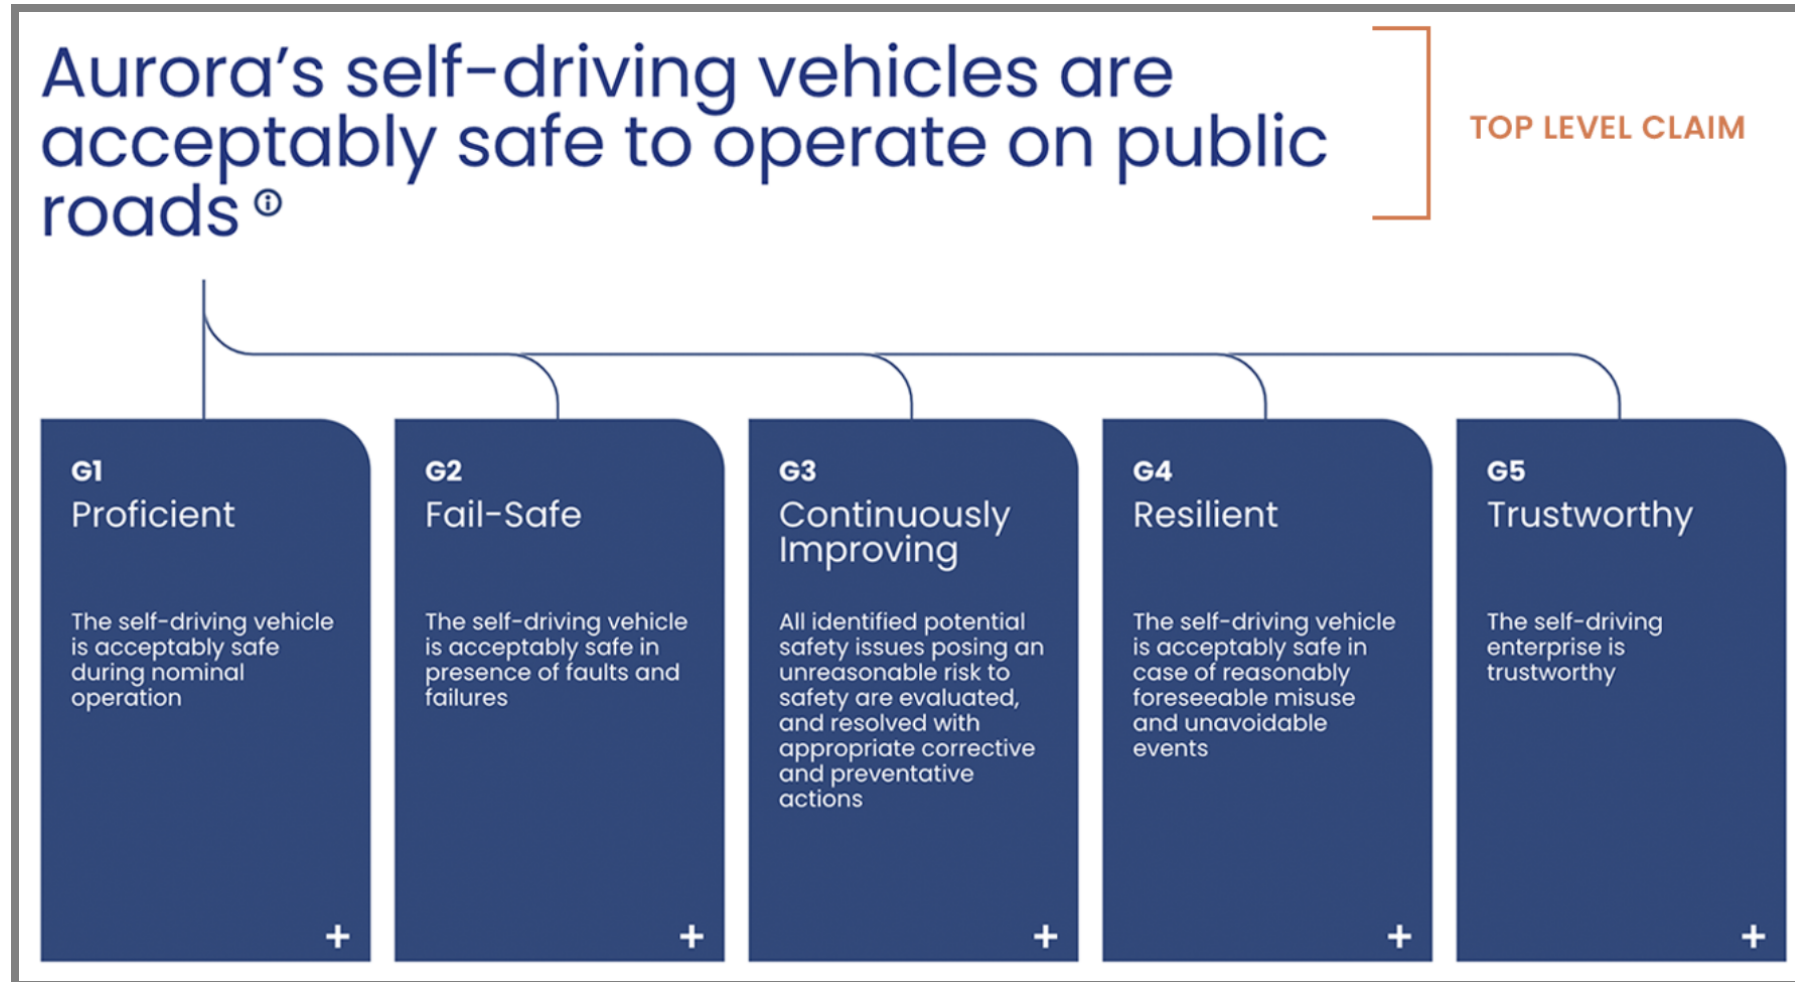 Aurora’s self-driving vehicles are
acceptably safe to operate on public
roads
TOP LEVEL CLAIM
G1
Proficient
The self-driving vehicle
is acceptably safe
during nominal
operation
+
G2
Fail-Safe
The self-driving vehicle
is acceptably safe in
presence of faults and
failures
+
G3
Continuously
Improving
All identified potential
safety issues posing an
unreasonable risk to
safety are evaluated,
and resolved with
appropriate corrective
and preventative
actions
+
G4
Resilient
The self-driving vehicle
is acceptably safe in
case of reasonably
foreseeable misuse
and unavoidable
events
+
G5
Trustworthy
The self-driving
enterprise is
trustworthy
+